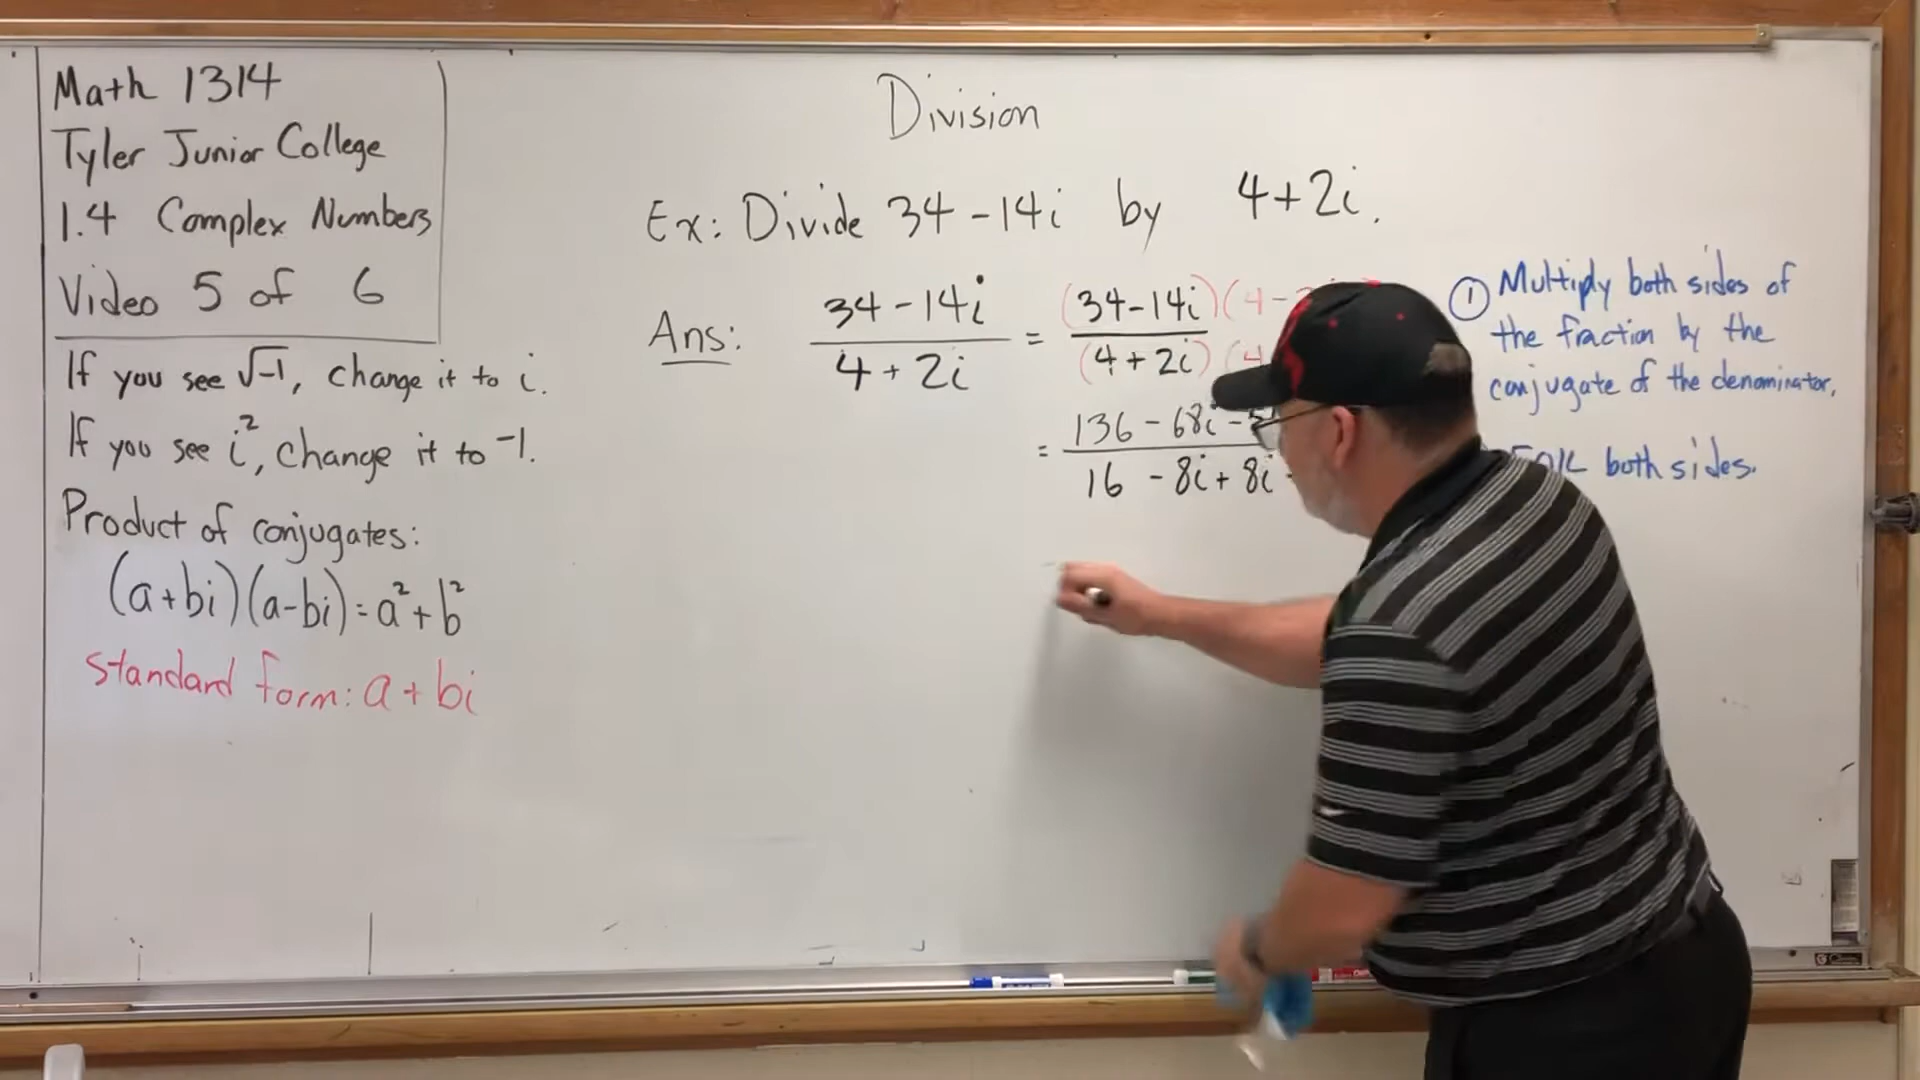 Math 1314
Tyler Junior College
1.4 Complex Numbers
Video 5 of 6
If you see √-1, change it to i.
If you see i², change it to -1.
Product of conjugates:
(a+bi)(a-bi)=a²+b²
standard form: a + bi
Division
Ex: Divide 34-14i by 4+2i.
Ans:
34-14i
4+2i
=
(34-14i)(4-
(4+2i)(4
=
136-68i-5
16-8i+8i
① Multiply both sides of
the fraction by the
conjugate of the denominator.
FOIL both sides.